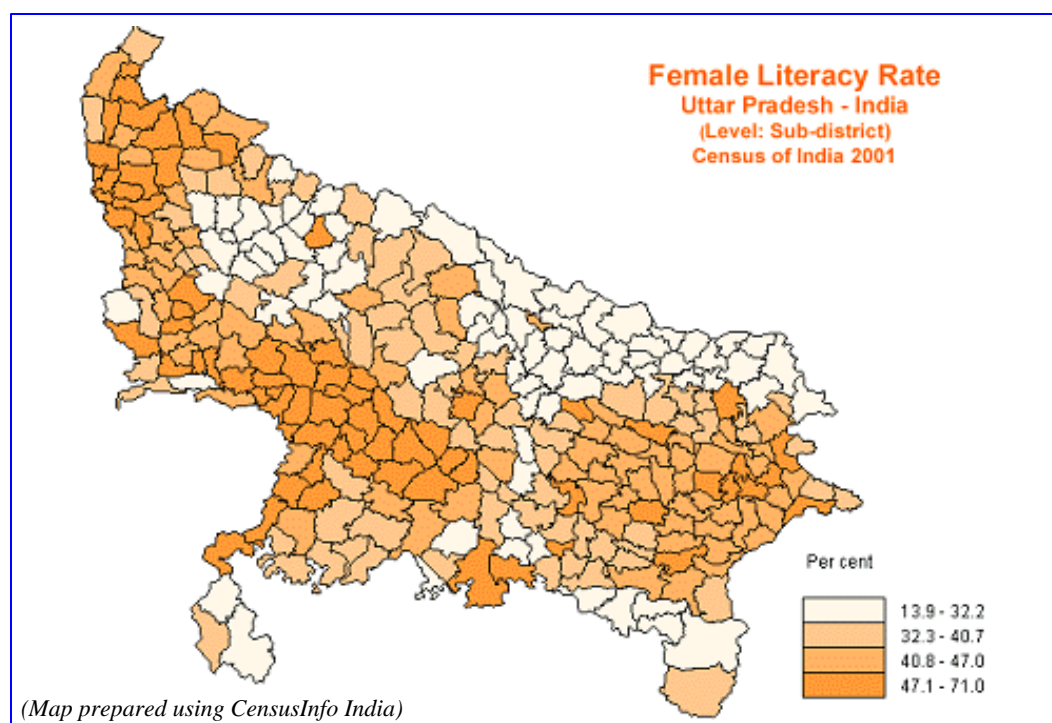 Female Literacy Rate
Uttar Pradesh - India
(Level: Sub-district)
Census of India 2001
Per cent
13.9 - 32.2
32.3 - 40.7
40.8 - 47.0
47.1 - 71.0
(Map prepared using CensusInfo India)